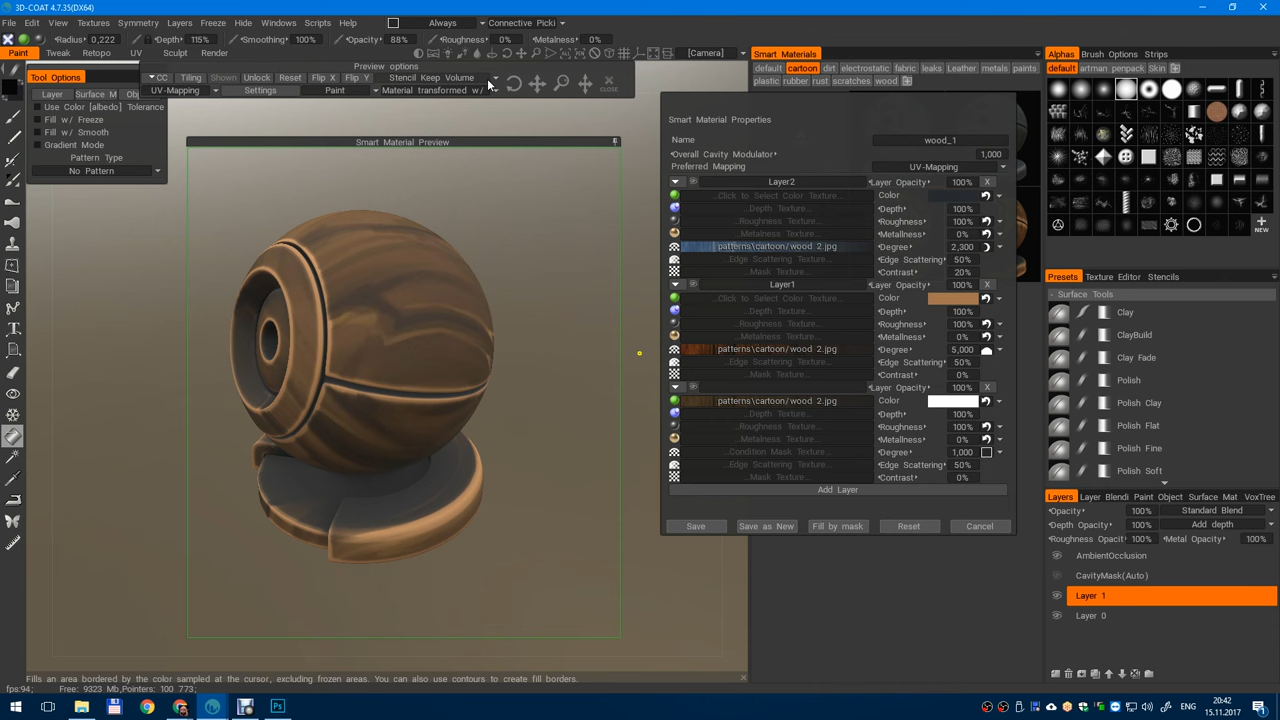 3D-COAT 4.7.35(DX64)
File Edit View Textures Symmetry Layers Freeze Hide Windows Scripts Help Always Connective Picki
Radius 0,222 Depth 115% Smoothing 100% Opacity 88% Roughness 0% Metalness 0%
Paint Tweak Retopo UV Sculpt Render [Camera] Smart Materials Alphas Brush Options Strips
Preview options
Tool Options CC Tiling Shown Unlock Reset Flip X Flip Y Stencil Keep Volume
default cartoon dirt electrostatic fabric leaks Leather metals paints
default artman penpack skin
plastic rubber rust scratches wood
UV-Mapping Settings Paint Material transformed w/ CLOSE
Layer Surface M Obj
Use Color [albedo] Tolerance
Fill w/ Freeze
Fill w/ Smooth
Gradient Mode
Pattern Type
No Pattern
Smart Material Preview
Smart Material Properties
Name wood_1
Overall Cavity Modulator 1,000
Preferred Mapping UV-Mapping
Layer2 Layer Opacity 100% X
...Click to Select Color Texture... Color
...Depth Texture... Depth 100%
...Roughness Texture... Roughness 100%
...Metalness Texture... Metallness 0%
patterns\cartoon/wood 2.jpg Degree 2,300
...Edge Scattering Texture... Edge Scattering 50%
...Mask Texture... Contrast 20%
Layer1 Layer Opacity 100% X
...Click to Select Color Texture... Color
...Depth Texture... Depth 100%
...Roughness Texture... Roughness 100%
...Metalness Texture... Metallness 0%
patterns\cartoon/wood 2.jpg Degree 5,000
...Edge Scattering Texture... Edge Scattering 50%
...Mask Texture... Contrast 0%
Layer Opacity 100% X
patterns\cartoon/wood 2.jpg Color
...Depth Texture... Depth 100%
...Roughness Texture... Roughness 100%
...Metalness Texture... Metallness 0%
...Condition Mask Texture... Degree 1,000
...Edge Scattering Texture... Edge Scattering 50%
...Mask Texture... Contrast 0%
Add Layer
Save Save as New Fill by mask Reset Cancel
NEW
Presets Texture Editor Stencils
- Surface Tools
Clay
ClayBuild
Clay Fade
Polish
Polish Clay
Polish Flat
Polish Fine
Polish Soft
Layers Layer Blendi Paint Object Surface Mat VoxTree
Opacity 100% Standard Blend
Depth Opacity 100% Add depth
Roughness Opacit 100% Metal Opacity 100%
AmbientOcclusion
CavityMask(Auto)
Layer 1
Layer 0
Fills an area bordered by the color sampled at the cursor, excluding frozen areas. You can also use contours to create fill borders.
fps:94; Free: 9323 Mb,Pointers: 100 773;
ENG
20:42
15.11.2017